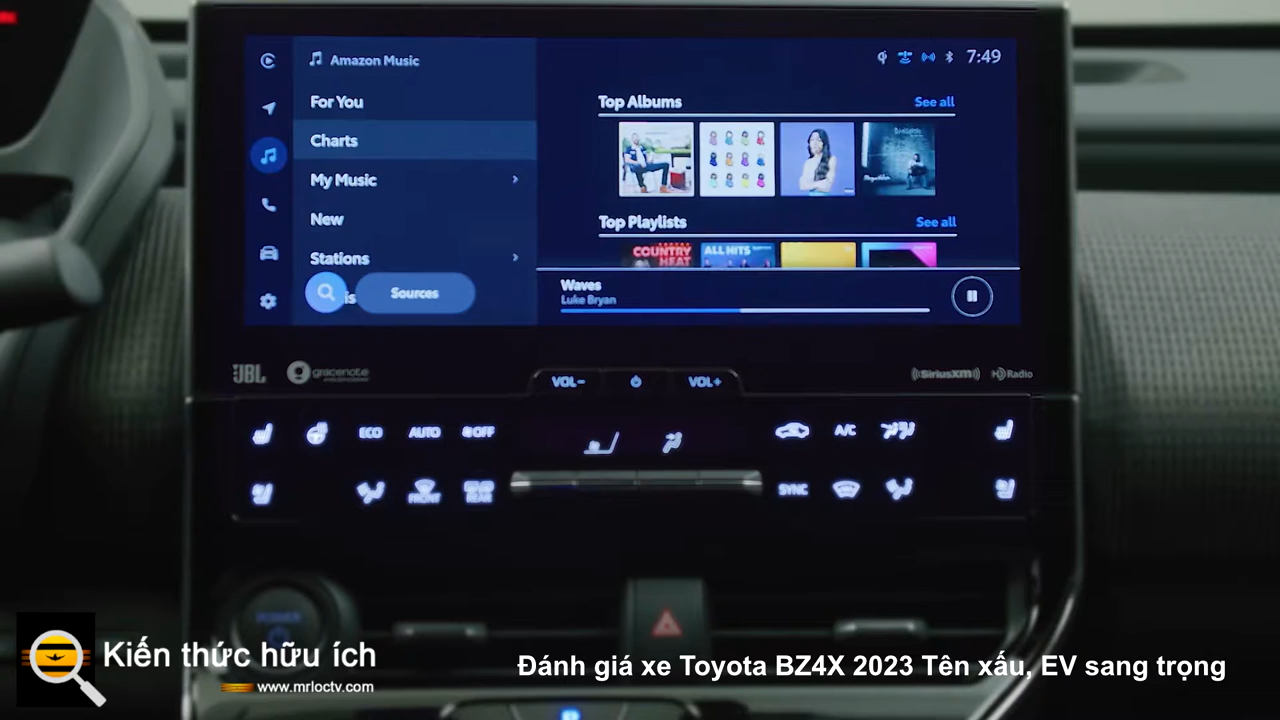 Amazon Music
7:49
For You
Charts
My Music
New
Stations
Sources
Top Albums
See all
Top Playlists
See all
COUNTRY HEAT
ALL HITS
Waves
Luke Bryan
JBL
gracenote
SiriusXM
HD Radio
VOL-
VOL+
ECO
AUTO
OFF
A/C
FRONT
REAR
SYNC
POWER
Kiến thức hữu ích
www.mrloctv.com
Đánh giá xe Toyota BZ4X 2023 Tên xấu, EV sang trọng